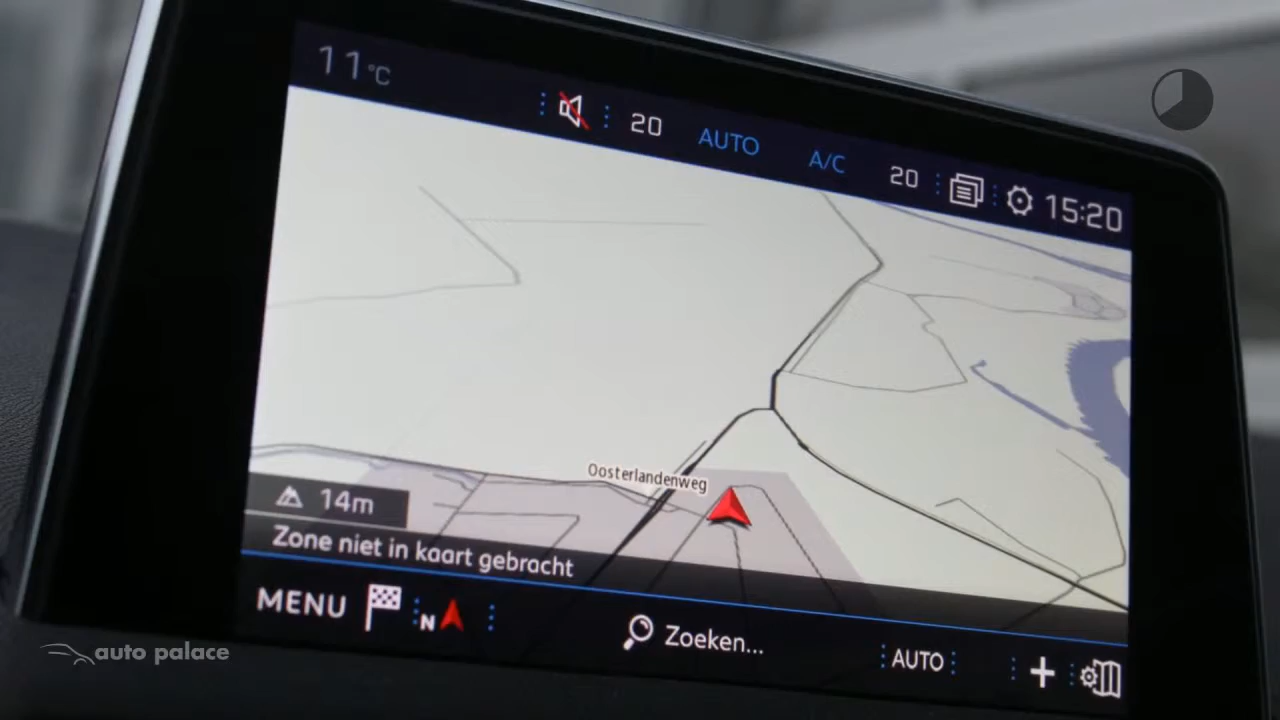 11°C
20 AUTO A/C 20 15:20
Oosterlandenweg
14m
Zone niet in kaart gebracht
MENU N Zoeken... AUTO +
auto palace